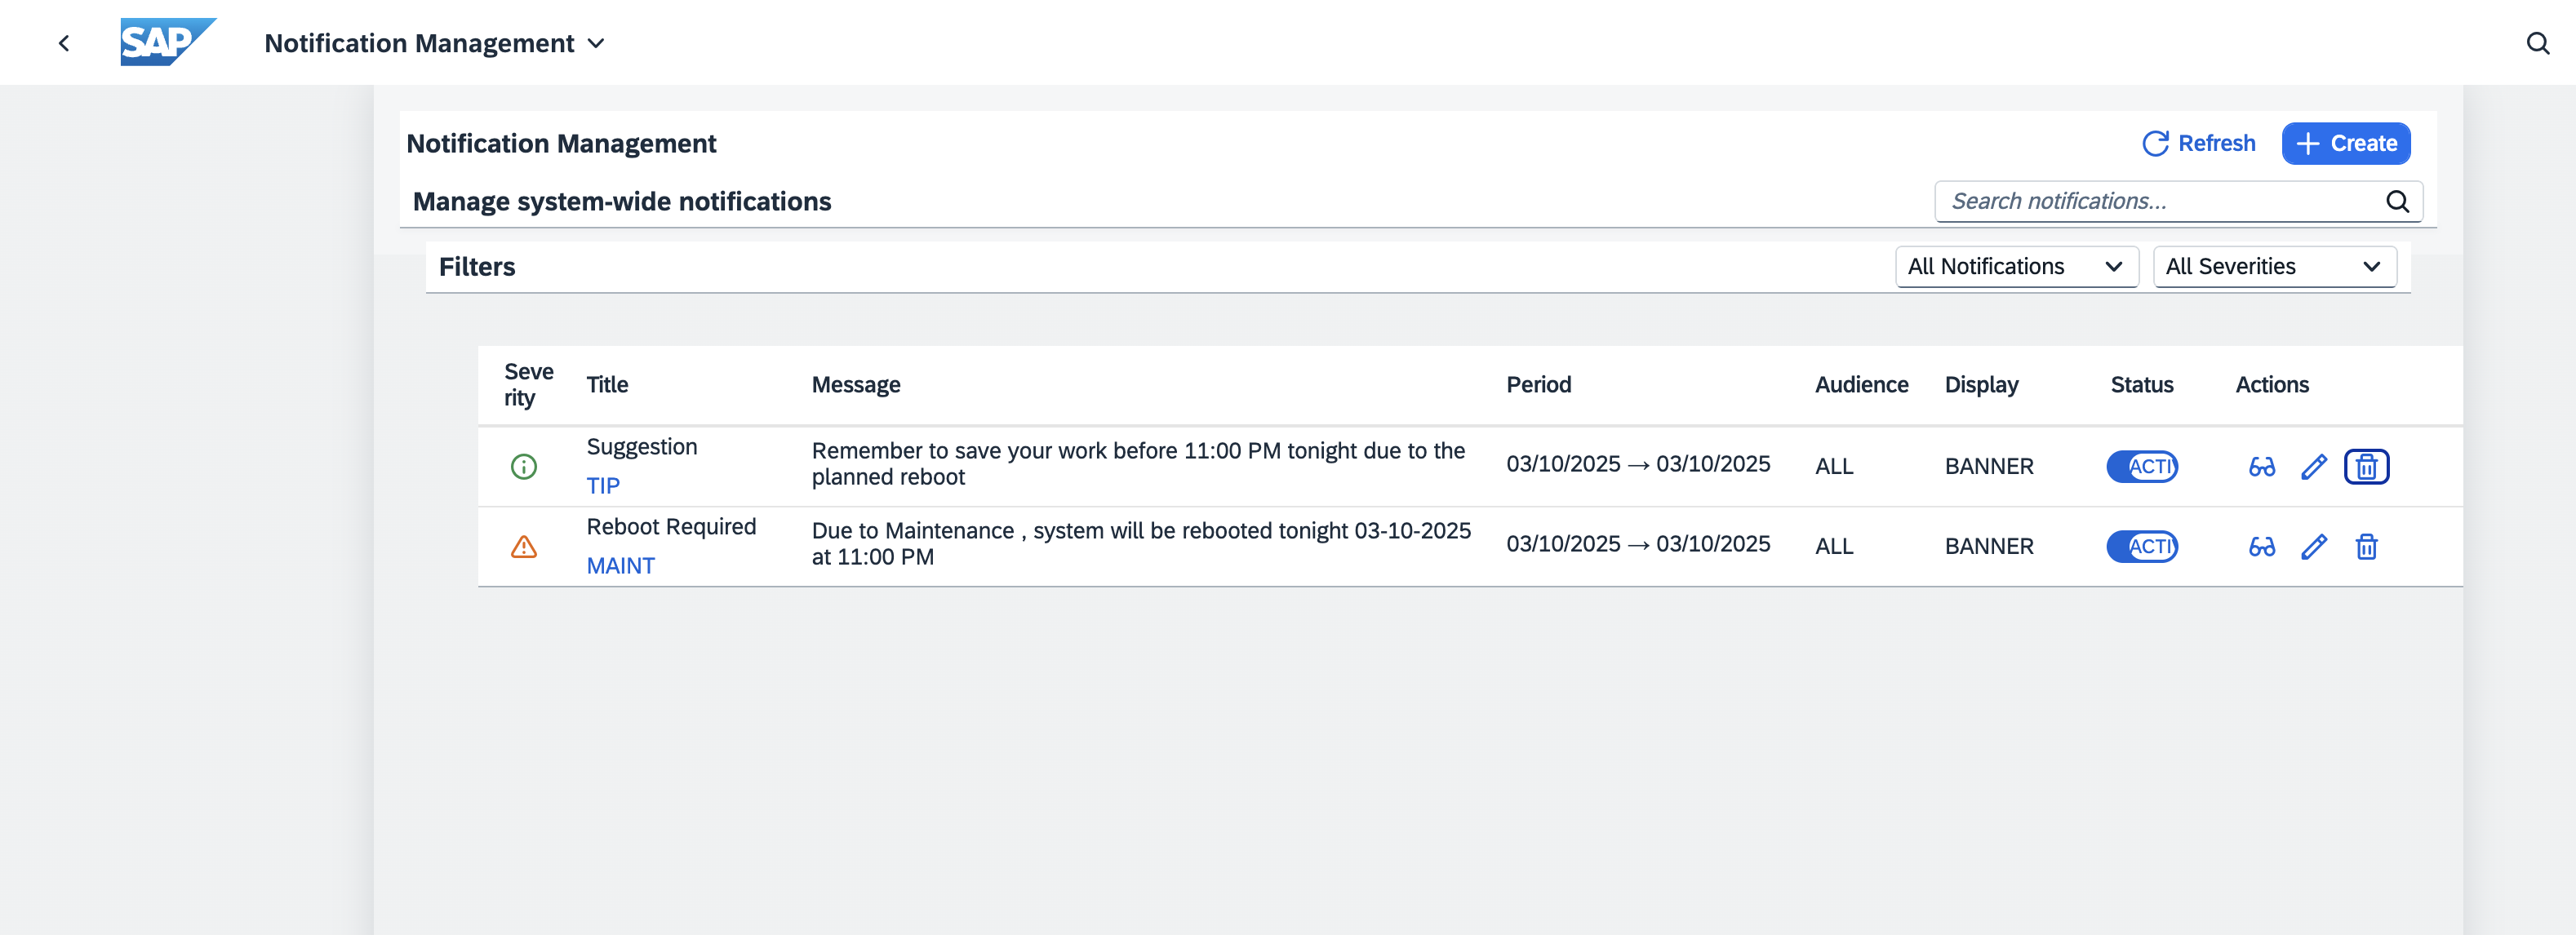 SAP
Notification Management
Notification Management
Refresh
Create
Manage system-wide notifications
Search notifications...
Filters
All Notifications
All Severities
Seve
rity
Title
Message
Period
Audience
Display
Status
Actions
Suggestion
TIP
Remember to save your work before 11:00 PM tonight due to the
planned reboot
03/10/2025 → 03/10/2025
ALL
BANNER
ACTI
Reboot Required
MAINT
Due to Maintenance , system will be rebooted tonight 03-10-2025
at 11:00 PM
03/10/2025 → 03/10/2025
ALL
BANNER
ACTI